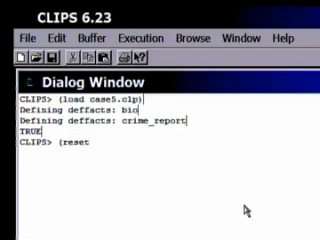 CLIPS 6.23
File Edit Buffer Execution Browse Window Help
Dialog Window
CLIPS> (load case5.clp)
Defining deffacts: bio
Defining deffacts: crime_report
TRUE
CLIPS> (reset